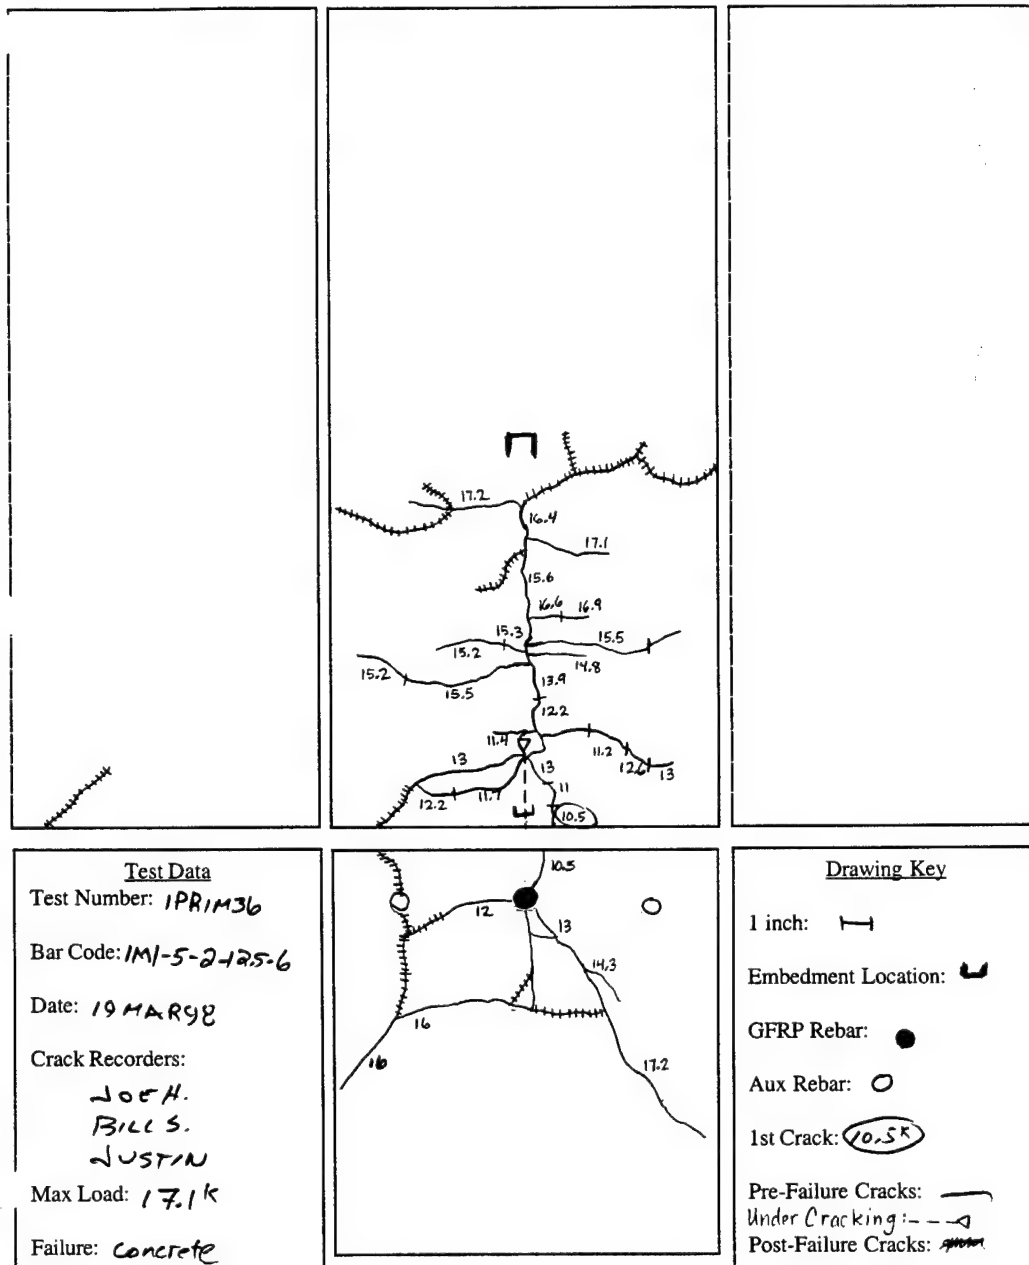 17.2
16.4
17.1
15.6
16.6 16.9
15.3 15.5
15.2
14.8
15.2
15.5
13.9
12.2
11.4
11.2
12.6 13
13
13
11
12.2 11.7
10.5
Test Data
Test Number: 1PR1M36
Bar Code: 1M1-5-2-125-6
Date: 19 MAR98
Crack Recorders:
JOE H.
BILL S.
JUSTIN
Max Load: 17.1 K
Failure: Concrete
10.5
12
13
14.3
16
16
17.2
Drawing Key
1 inch:
Embedment Location:
GFRP Rebar:
Aux Rebar:
1st Crack: 10.5 K
Pre-Failure Cracks:
Under Cracking:
Post-Failure Cracks: